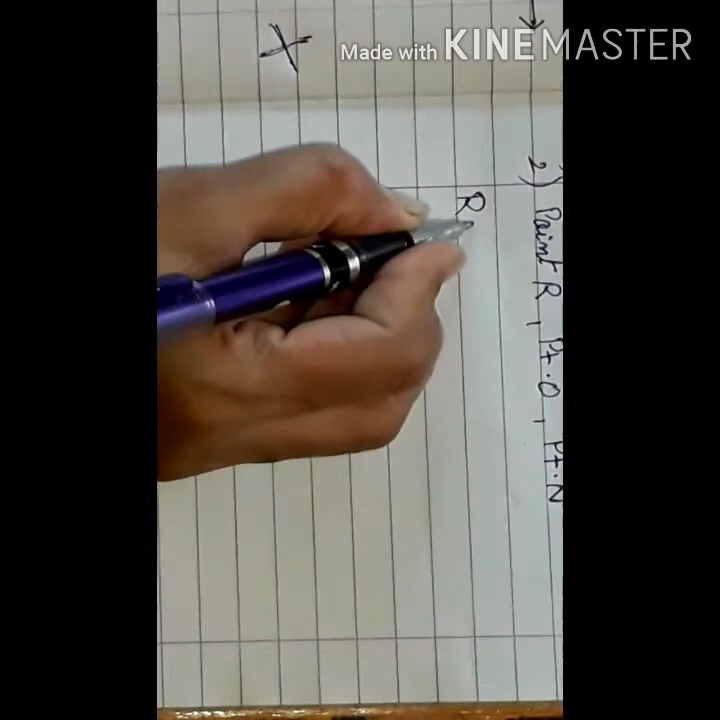 Made with KINEMASTER
X
2) Point R, Pt. O, Pt. N
R